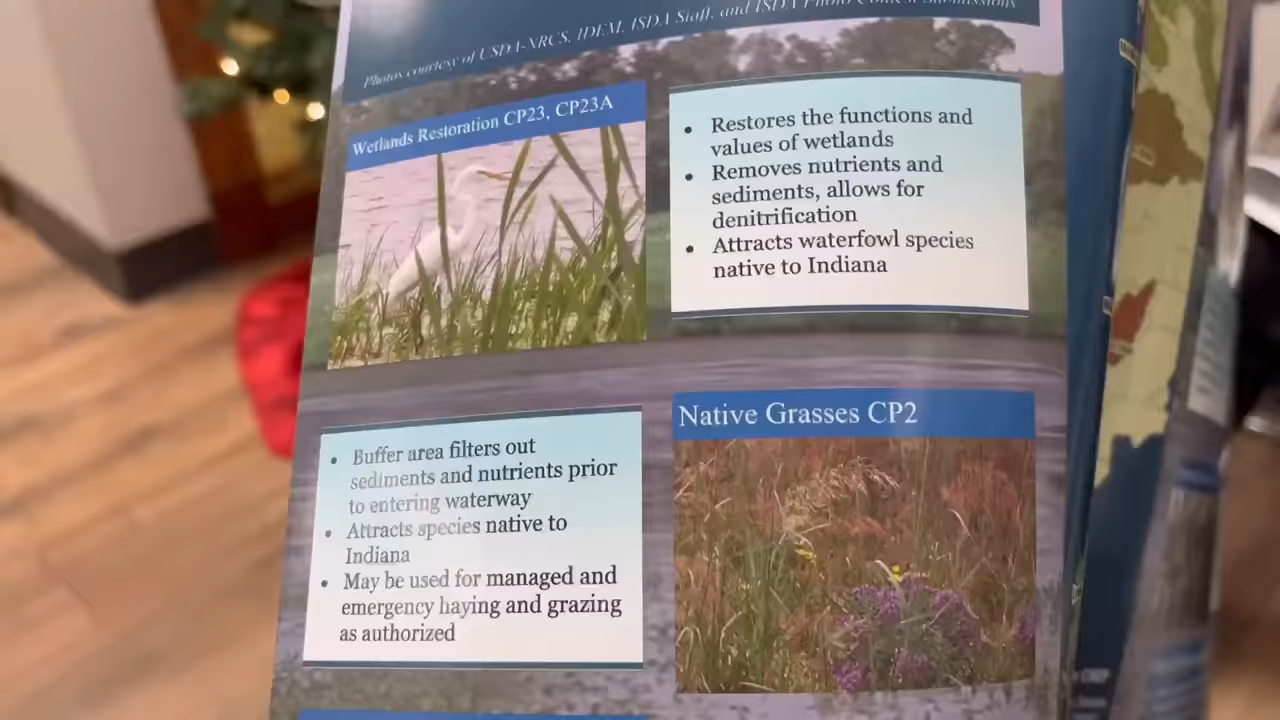 Photos courtesy of USDA-NRCS, IDEM, ISDA Staff, and ISDA Photo Contest Submissions
Wetlands Restoration CP23, CP23A
• Restores the functions and
values of wetlands
• Removes nutrients and
sediments, allows for
denitrification
• Attracts waterfowl species
native to Indiana
• Buffer area filters out
sediments and nutrients prior
to entering waterway
• Attracts species native to
Indiana
• May be used for managed and
emergency haying and grazing
as authorized
Native Grasses CP2